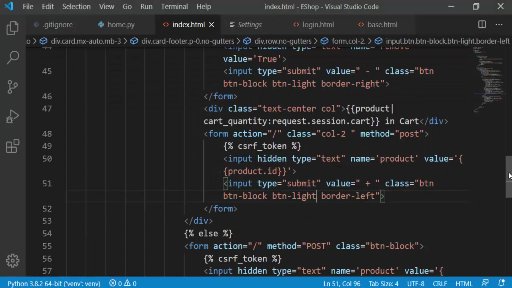 File Edit Selection View Go Run Terminal Help index.html - EShop - Visual Studio Code
.gitignore home.py index.html Settings login.html base.html
div.card.mx-auto.mb-3 > div.card-footer.p-0.no-gutters > div.row.no-gutters > form.col-2. > input.btn.btn-block.btn-light.border-left
value='True'>
45 <input type="submit" value=" - " class="btn
btn-block btn-light border-right">
46 </form>
47 <div class="text-center col">{{product|
cart_quantity:request.session.cart}} in Cart</div>
48 <form action="/" class="col-2 " method="post">
49 {% csrf_token %}
50 <input hidden type="text" name='product' value='{
{product.id}}'>
51 <input type="submit" value=" + " class="btn
btn-block btn-light border-left">
52 </form>
53 </div>
54 {% else %}
55 <form action="/" method="POST" class="btn-block">
56 {% csrf_token %}
57 <input hidden type="text" name='product' value='{
Python 3.8.2 64-bit ('venv': venv) 0 0 Ln 51, Col 96 Tab Size: 4 UTF-8 CRLF HTML